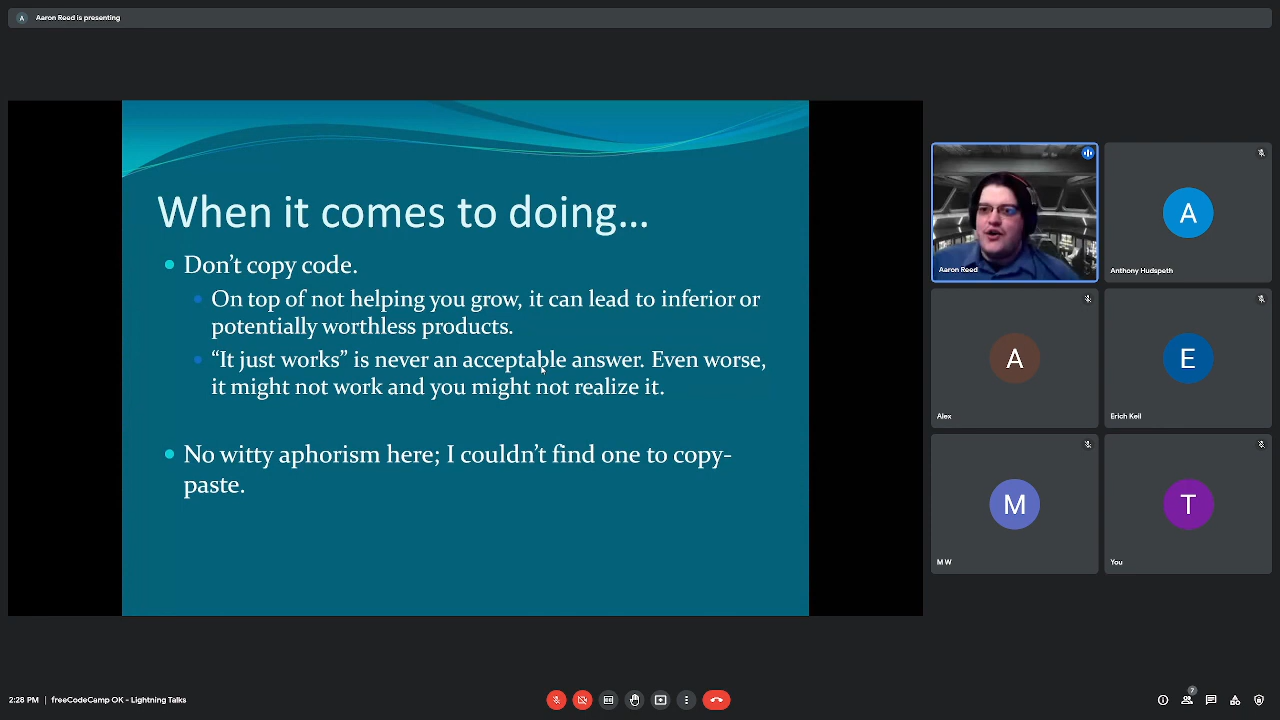 A Aaron Reed is presenting
When it comes to doing...
Don't copy code.
On top of not helping you grow, it can lead to inferior or
potentially worthless products.
"It just works" is never an acceptable answer. Even worse,
it might not work and you might not realize it.
No witty aphorism here; I couldn't find one to copy-
paste.
Aaron Reed
A
Anthony Hudspeth
A
Alex
E
Erich Keil
M
M W
T
You
2:28 PM | freeCodeCamp OK - Lightning Talks
7